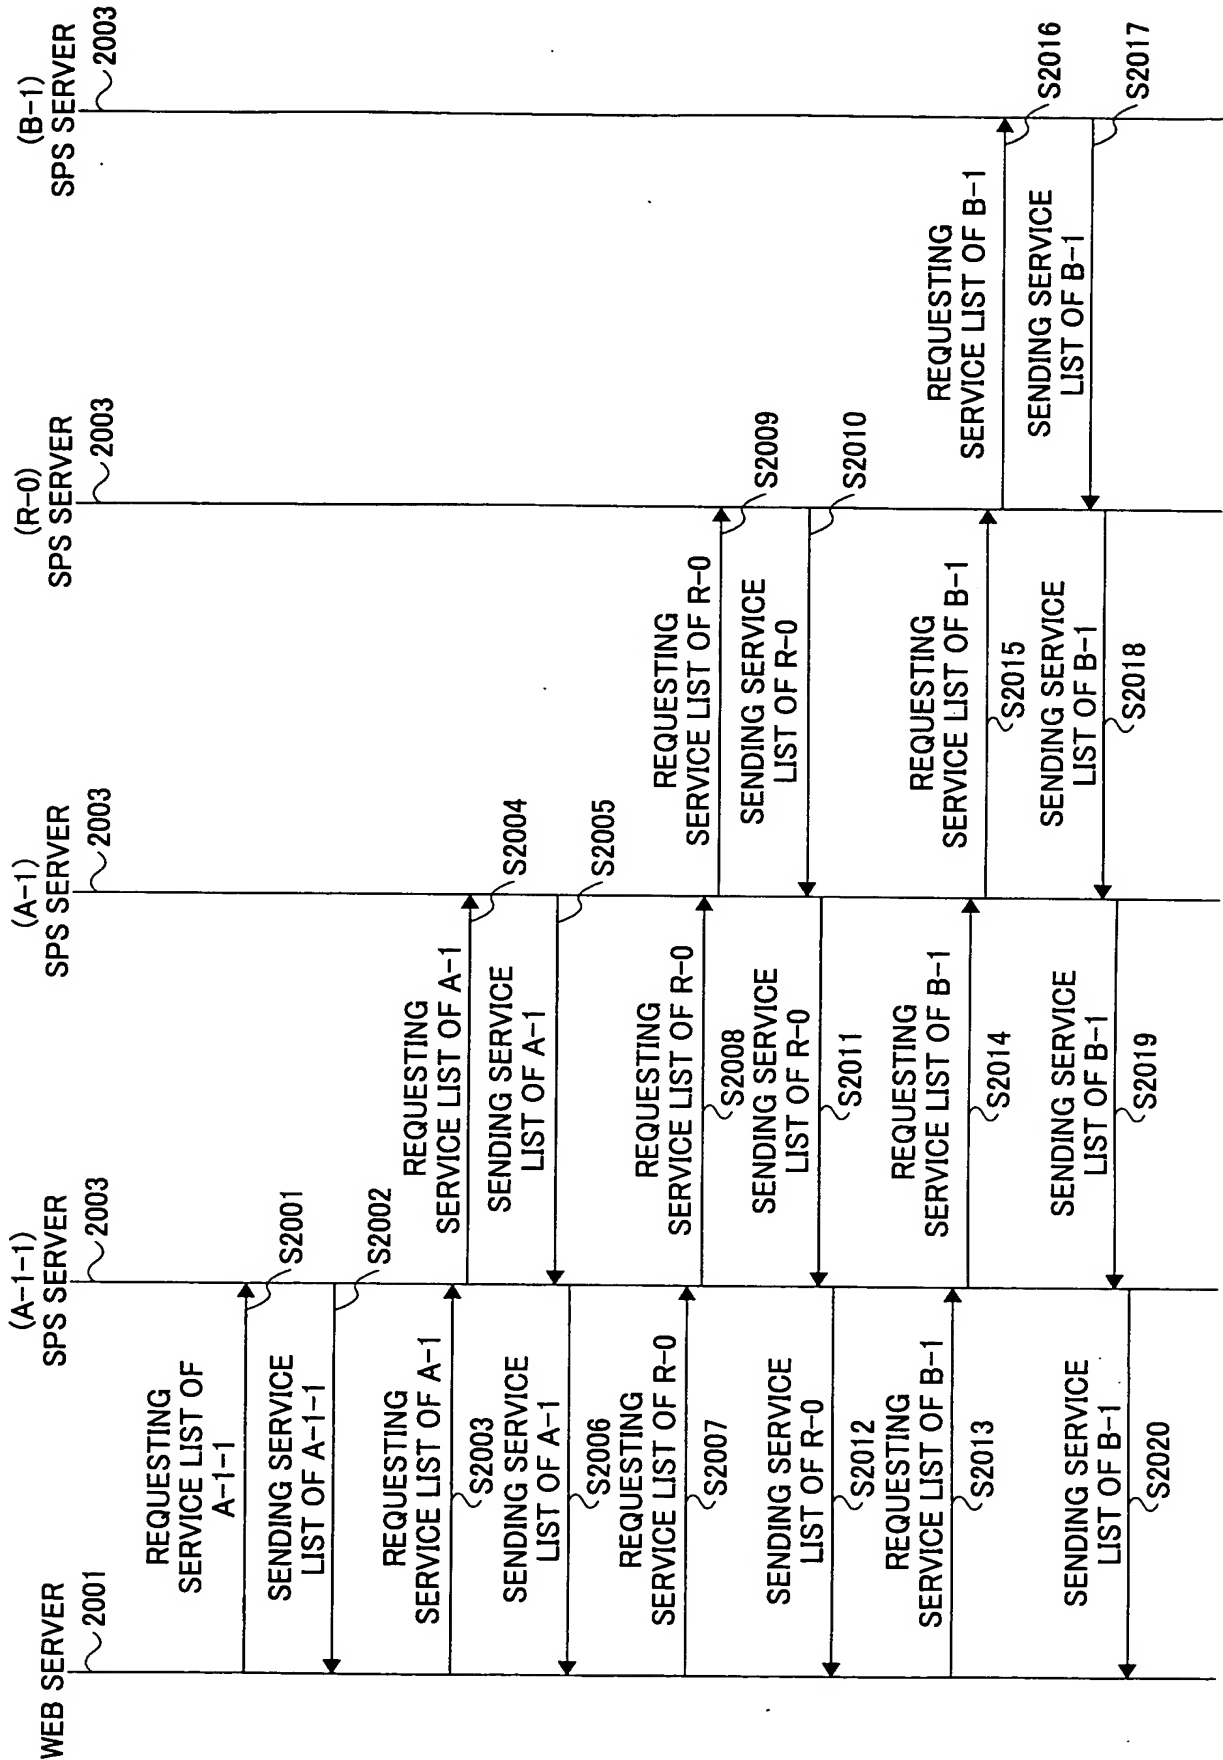 WEB SERVER
2001
(A-1-1)
SPS SERVER
2003
(A-1)
SPS SERVER
2003
(R-0)
SPS SERVER
2003
(B-1)
SPS SERVER
2003
REQUESTING
SERVICE LIST OF
A-1-1
S2001
SENDING SERVICE
LIST OF A-1-1
S2002
REQUESTING
SERVICE LIST OF A-1
S2003
REQUESTING
SERVICE LIST OF A-1
S2004
SENDING SERVICE
LIST OF A-1
S2005
SENDING SERVICE
LIST OF A-1
S2006
REQUESTING
SERVICE LIST OF R-0
S2007
REQUESTING
SERVICE LIST OF R-0
S2008
REQUESTING
SERVICE LIST OF R-0
S2009
SENDING SERVICE
LIST OF R-0
S2010
SENDING SERVICE
LIST OF R-0
S2011
SENDING SERVICE
LIST OF R-0
S2012
REQUESTING
SERVICE LIST OF B-1
S2013
REQUESTING
SERVICE LIST OF B-1
S2014
REQUESTING
SERVICE LIST OF B-1
S2015
REQUESTING
SERVICE LIST OF B-1
S2016
SENDING SERVICE
LIST OF B-1
S2017
SENDING SERVICE
LIST OF B-1
S2018
SENDING SERVICE
LIST OF B-1
S2019
SENDING SERVICE
LIST OF B-1
S2020